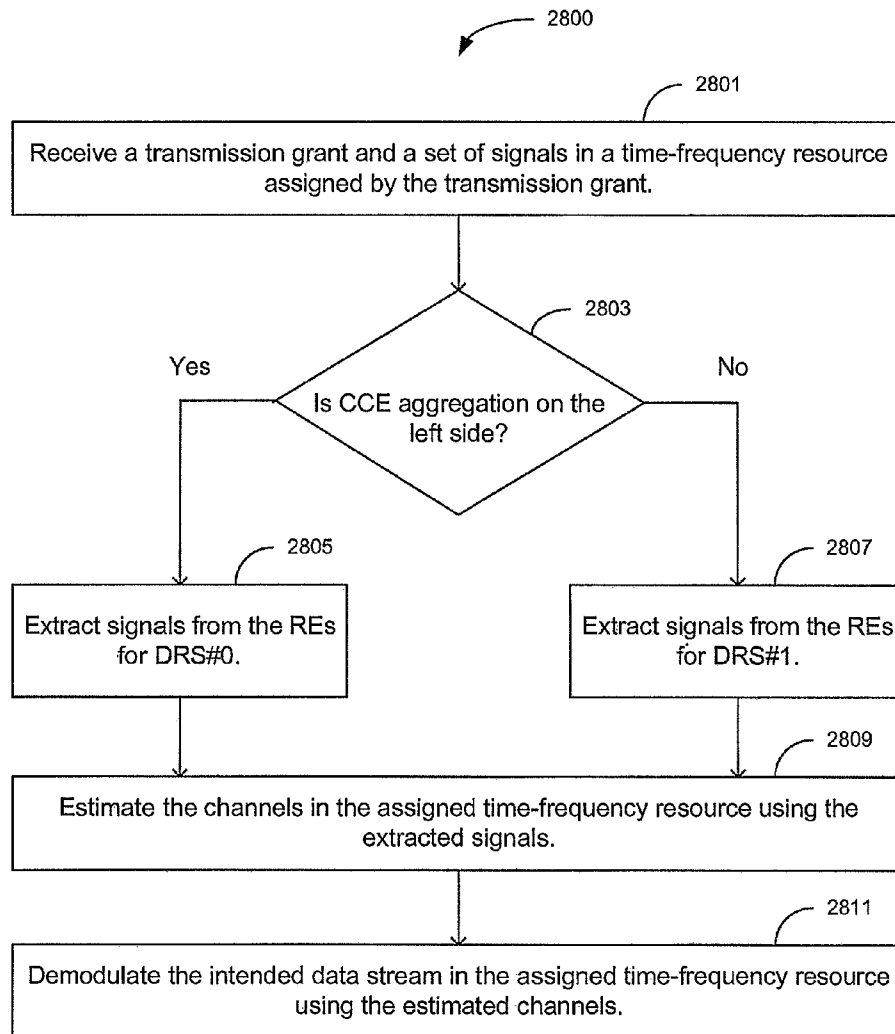 2800
2801
Receive a transmission grant and a set of signals in a time-frequency resource
assigned by the transmission grant.
2803
Yes
No
Is CCE aggregation on the
left side?
2805
2807
Extract signals from the REs
for DRS#0.
Extract signals from the REs
for DRS#1.
2809
Estimate the channels in the assigned time-frequency resource using the
extracted signals.
2811
Demodulate the intended data stream in the assigned time-frequency resource
using the estimated channels.